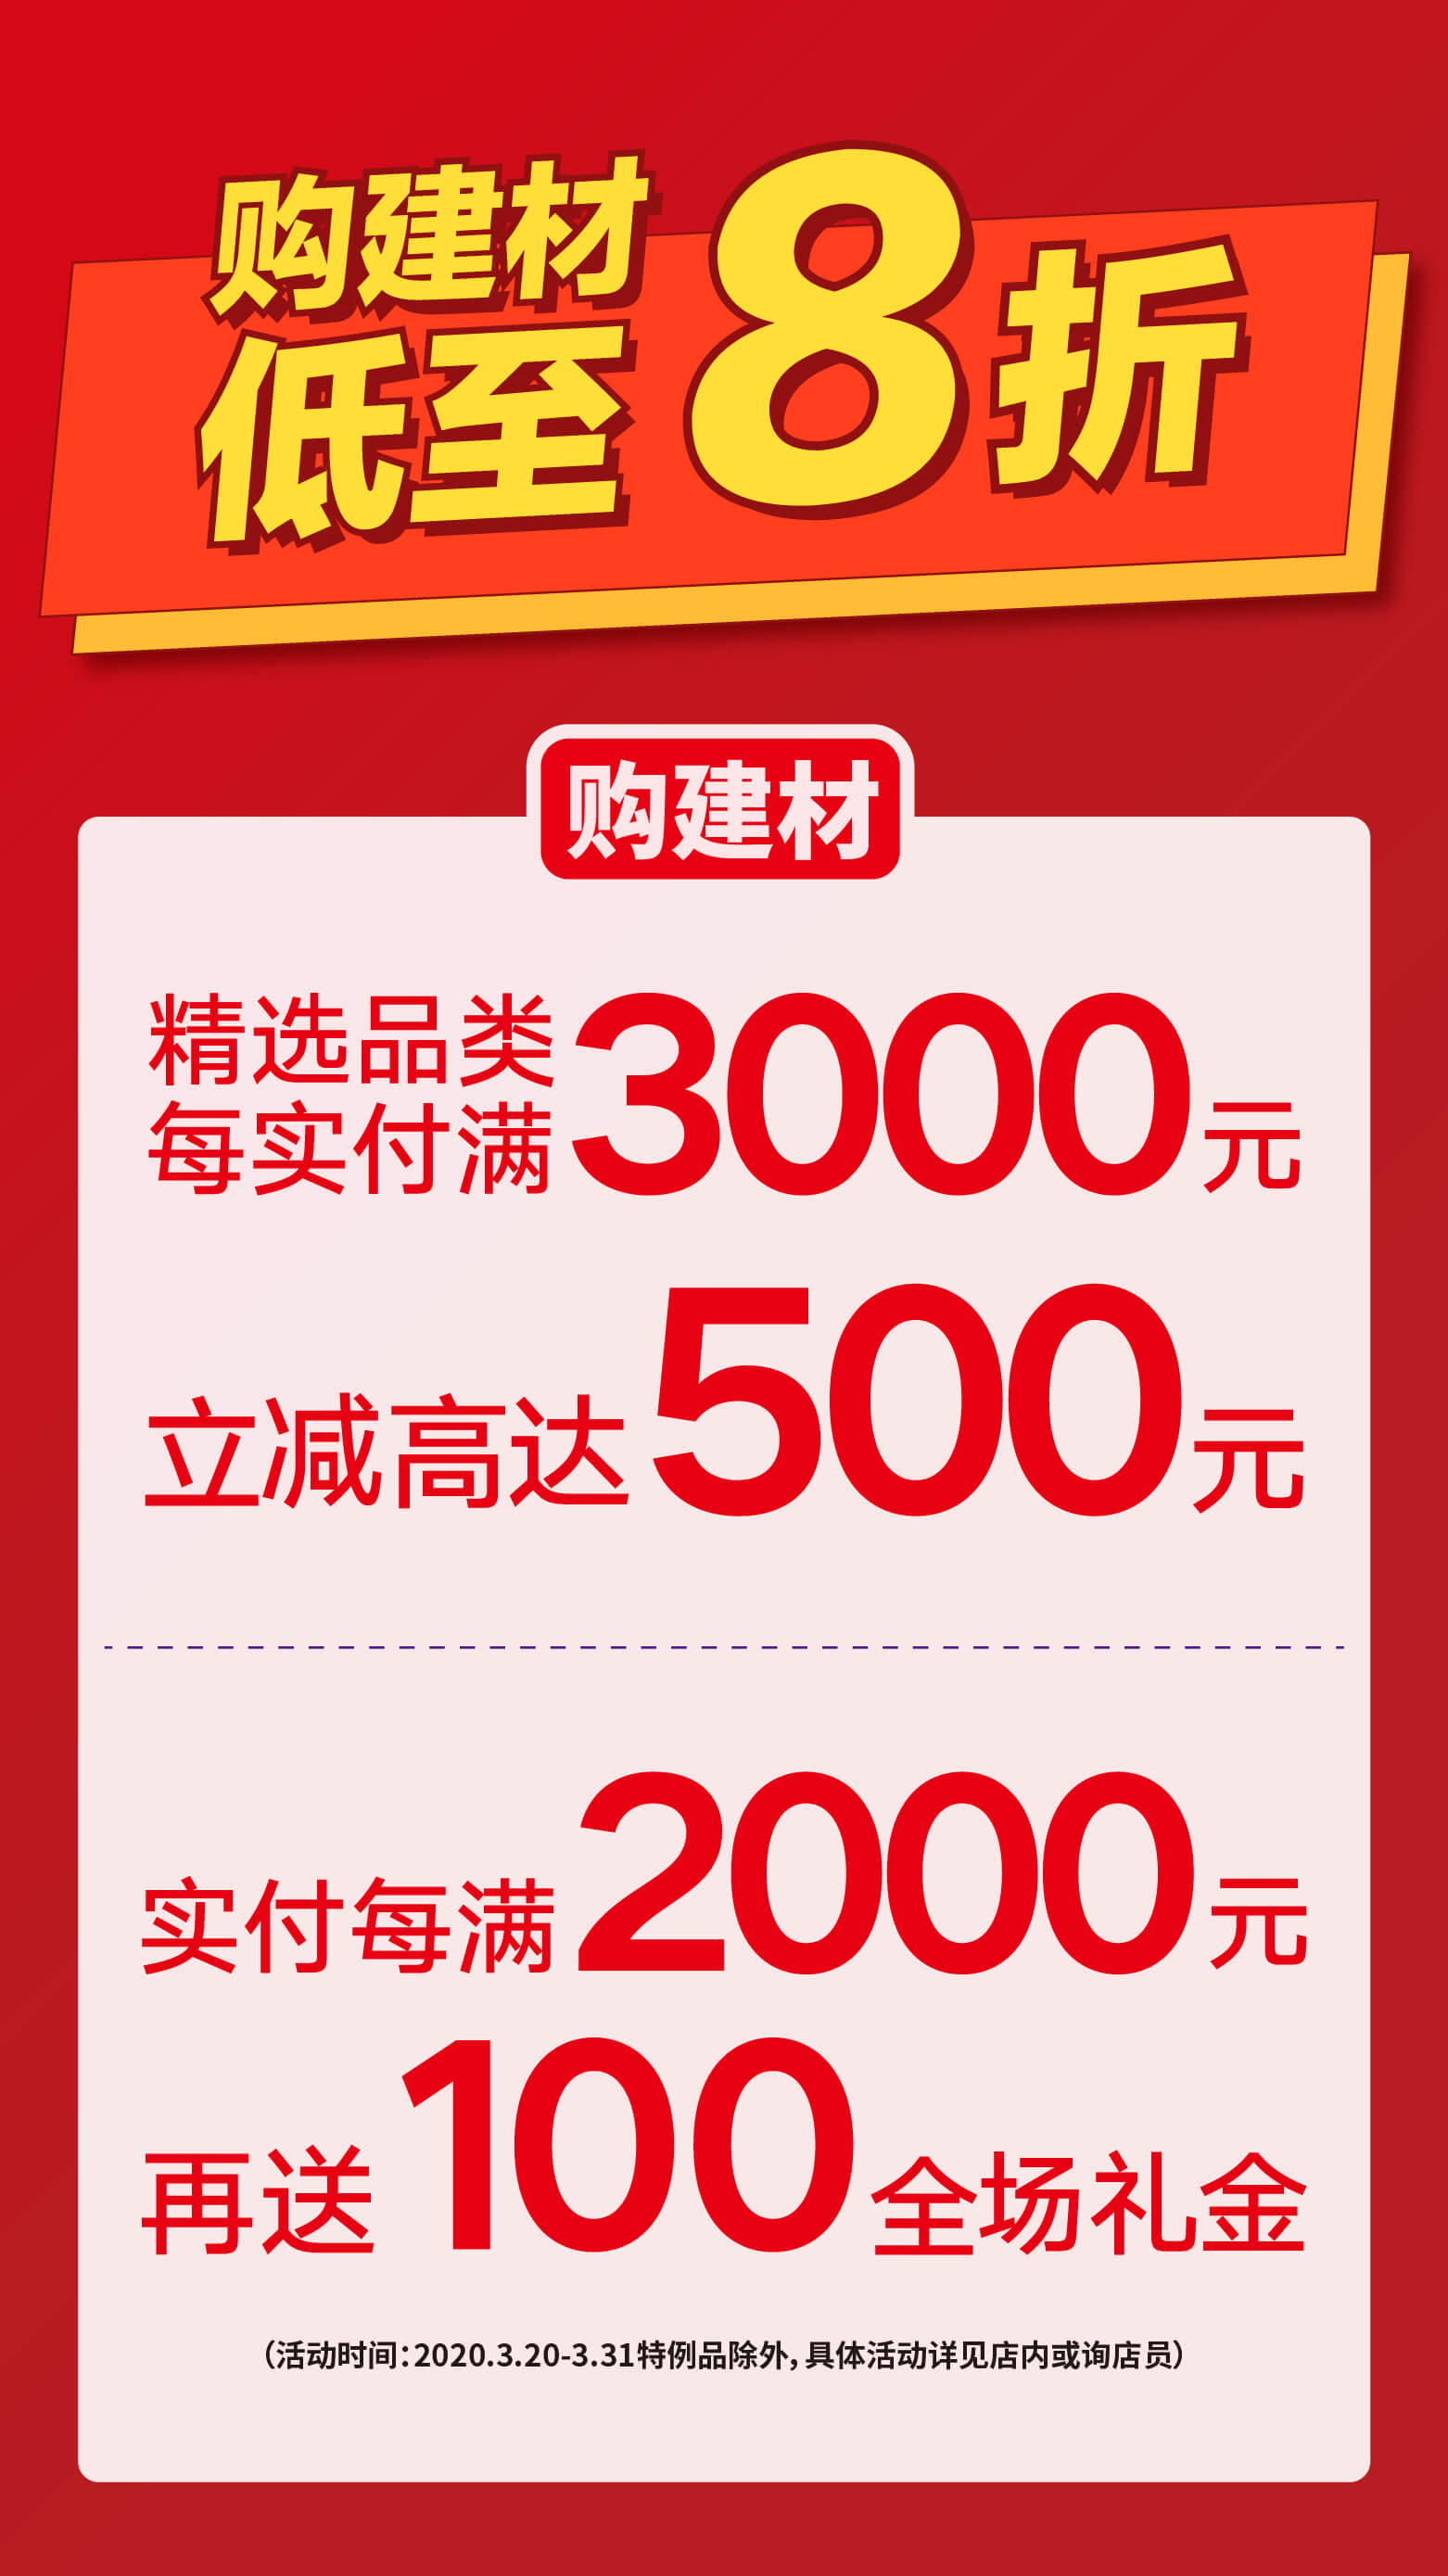 购建材
低至8折
购建材
精选品类
每实付满3000元
立减高达500元
实付每满2000元
再送100全场礼金
（活动时间：2020.3.20-3.31特例品除外，具体活动详见店内或询店员）